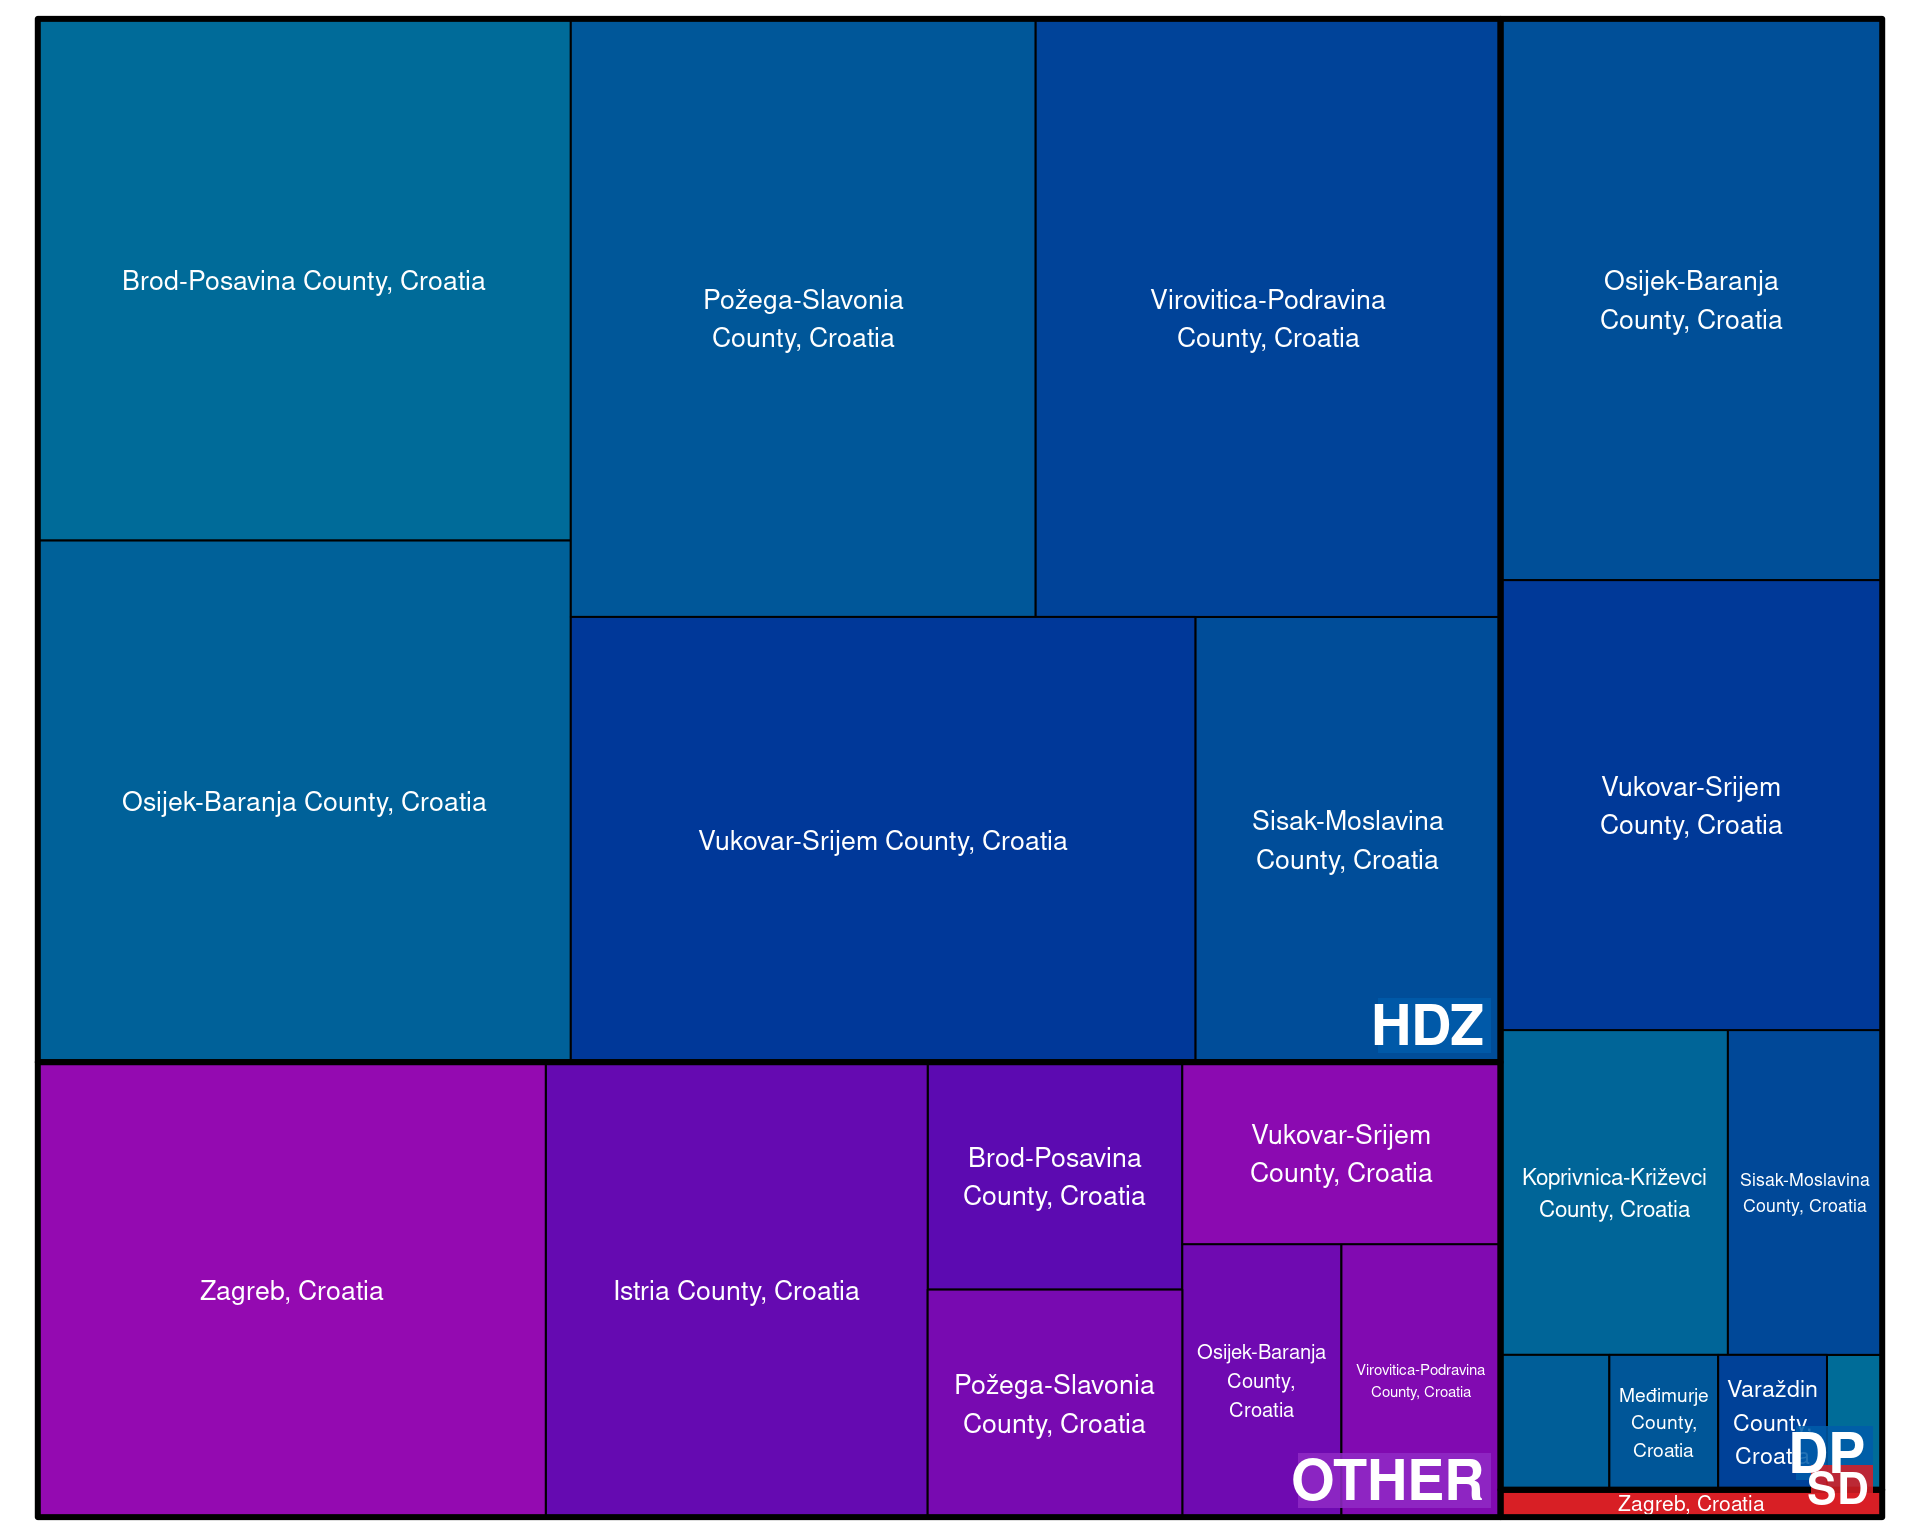 Brod-Posavina County, Croatia
Požega-Slavonia
County, Croatia
Virovitica-Podravina
County, Croatia
Osijek-Baranja
County, Croatia
Osijek-Baranja County, Croatia
Vukovar-Srijem County, Croatia
Sisak-Moslavina
County, Croatia
HDZ
Vukovar-Srijem
County, Croatia
Koprivnica-Križevci
County, Croatia
Sisak-Moslavina
County, Croatia
Zagreb, Croatia
Istria County, Croatia
Brod-Posavina
County, Croatia
Požega-Slavonia
County, Croatia
Vukovar-Srijem
County, Croatia
Osijek-Baranja
County,
Croatia
Virovitica-Podravina
County, Croatia
OTHER
Međimurje
County,
Croatia
Varaždin
County,
Croatia
DP
SD
Zagreb, Croatia